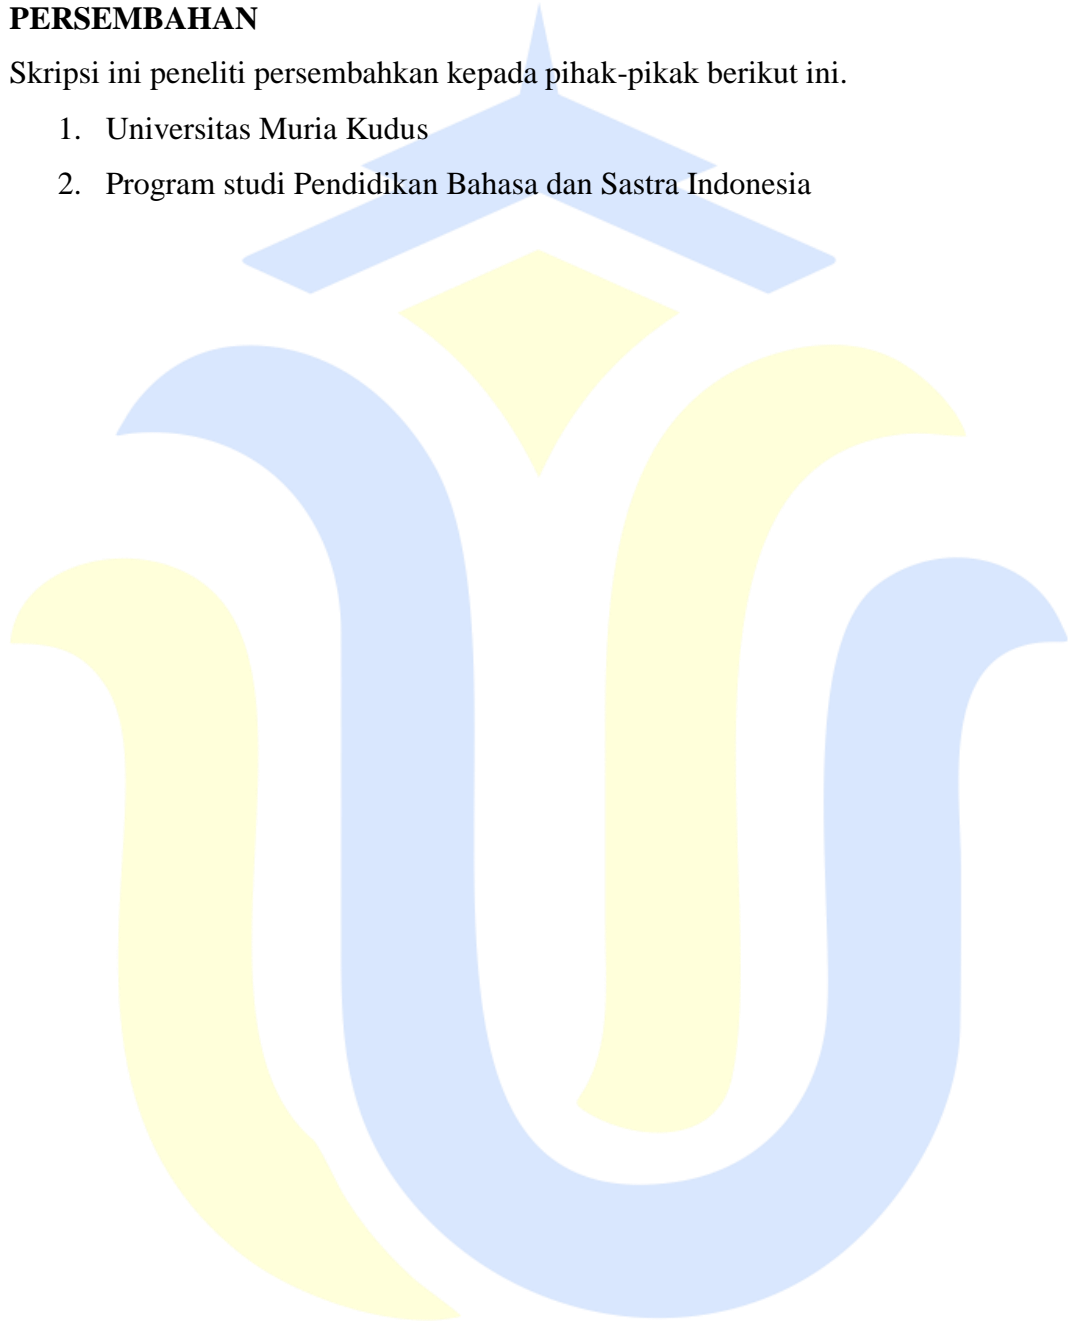 PERSEMBAHAN
Skripsi ini peneliti persembahkan kepada pihak-pikak berikut ini.
1. Universitas Muria Kudus
2. Program studi Pendidikan Bahasa dan Sastra Indonesia